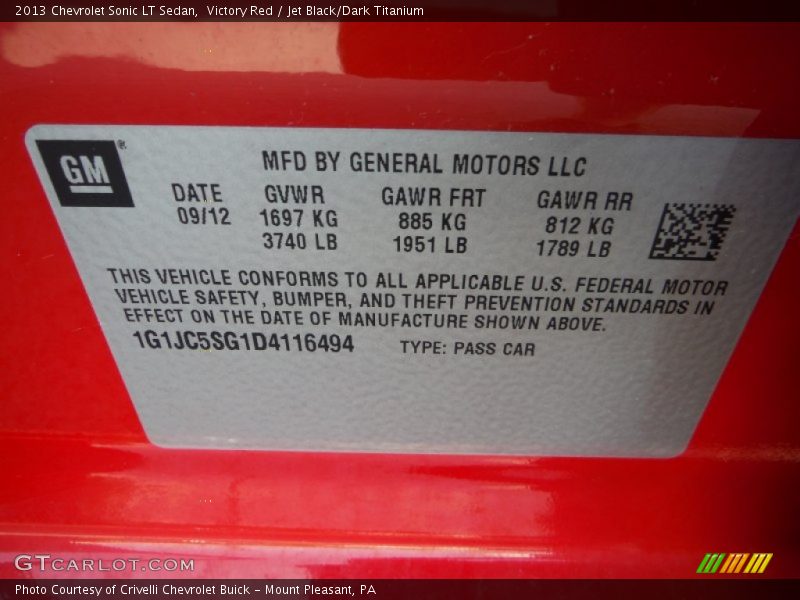 2013 Chevrolet Sonic LT Sedan, Victory Red / Jet Black/Dark Titanium
GM®
MFD BY GENERAL MOTORS LLC
DATE GVWR GAWR FRT GAWR RR
09/12 1697 KG 885 KG 812 KG
3740 LB 1951 LB 1789 LB
THIS VEHICLE CONFORMS TO ALL APPLICABLE U.S. FEDERAL MOTOR
VEHICLE SAFETY, BUMPER, AND THEFT PREVENTION STANDARDS IN
EFFECT ON THE DATE OF MANUFACTURE SHOWN ABOVE.
1G1JC5SG1D4116494 TYPE: PASS CAR
GTCARLOT.COM
Photo Courtesy of Crivelli Chevrolet Buick - Mount Pleasant, PA